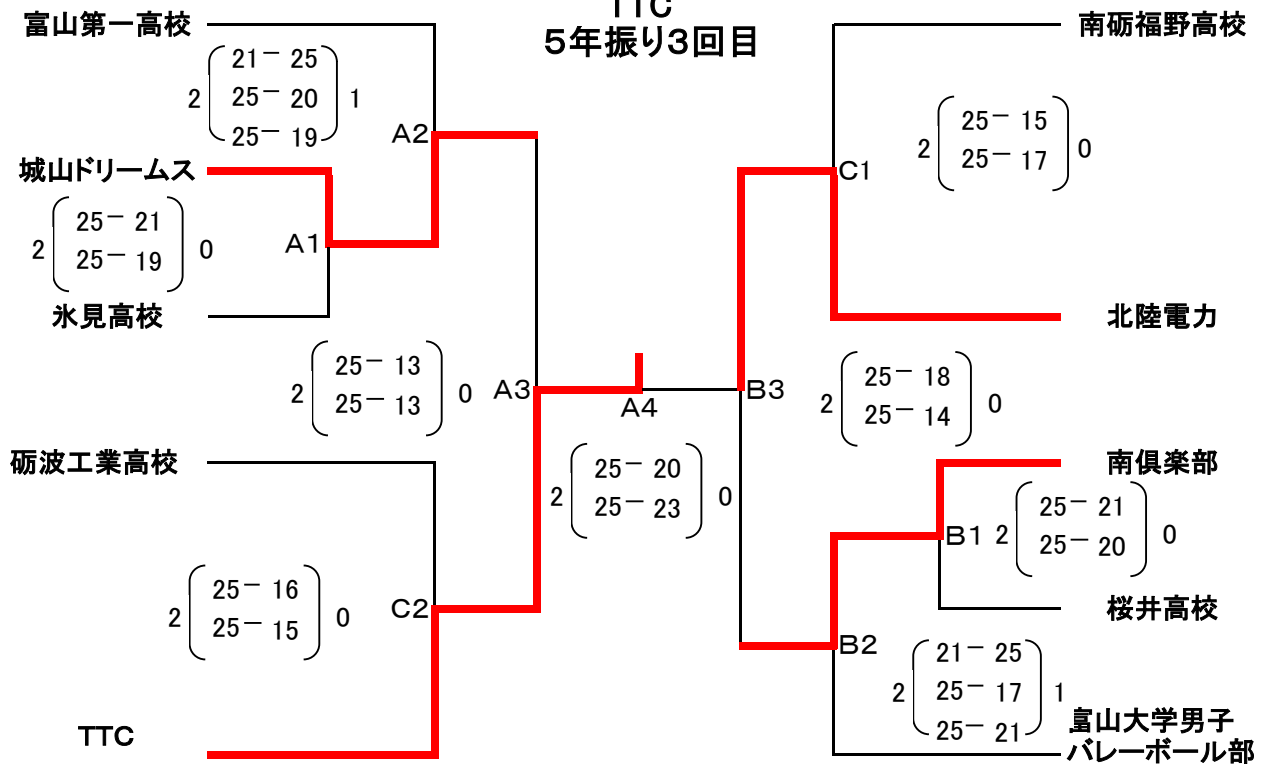 TTC
5年振り3回目
富山第一高校
2 21－25 1
25－20
25－19
A2
城山ドリームス
2 25－21 0
25－19
A1
氷見高校
2 25－13 0
25－13
A3
砺波工業高校
2 25－16 0
25－15
C2
TTC
A4
2 25－20 0
25－23
南砺福野高校
2 25－15 0
25－17
C1
北陸電力
B3
2 25－18 0
25－14
南俱楽部
B1
2 25－21 0
25－20
桜井高校
B2
2 21－25 1
25－17
25－21
富山大学男子
バレーボール部